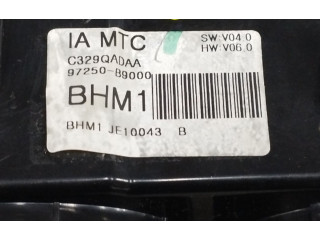 IA MTC
SW:V04.0
HW:V06.0
C329QADAA
97250-B9000
BHM1
BHM1 JE10043 B